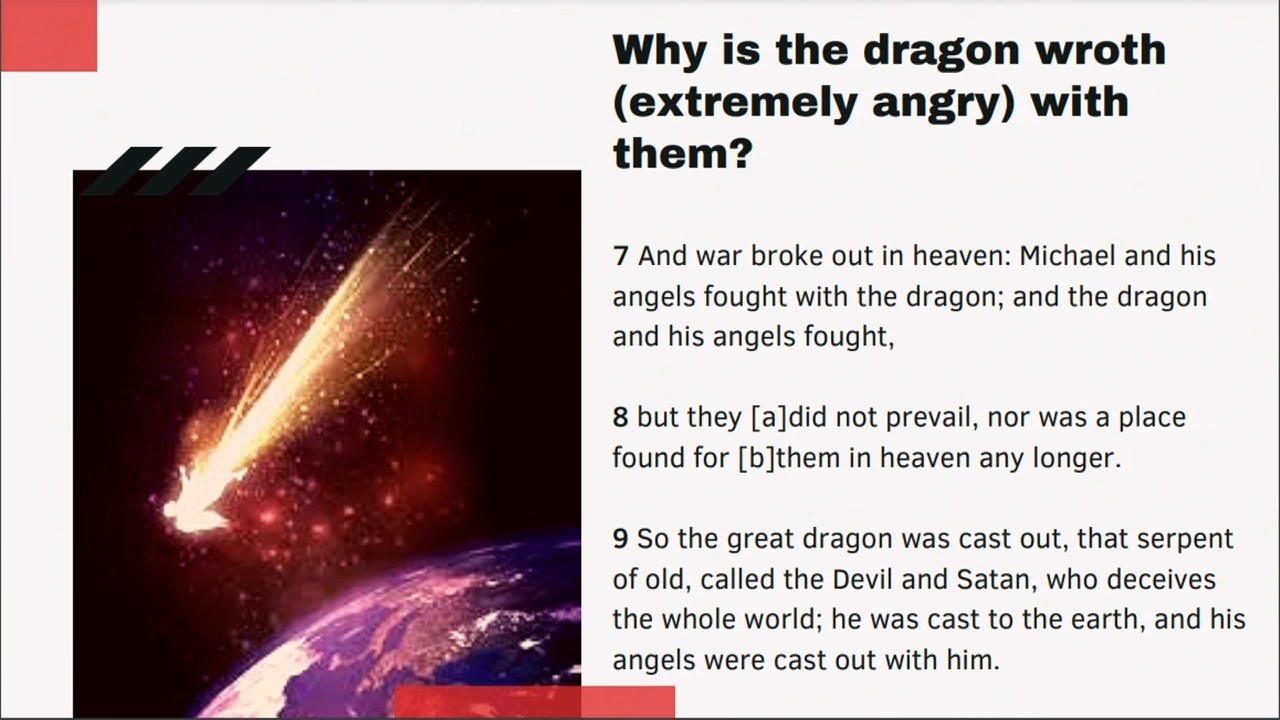 Why is the dragon wroth
(extremely angry) with
them?
7 And war broke out in heaven: Michael and his
angels fought with the dragon; and the dragon
and his angels fought,
8 but they [a]did not prevail, nor was a place
found for [b]them in heaven any longer.
9 So the great dragon was cast out, that serpent
of old, called the Devil and Satan, who deceives
the whole world; he was cast to the earth, and his
angels were cast out with him.